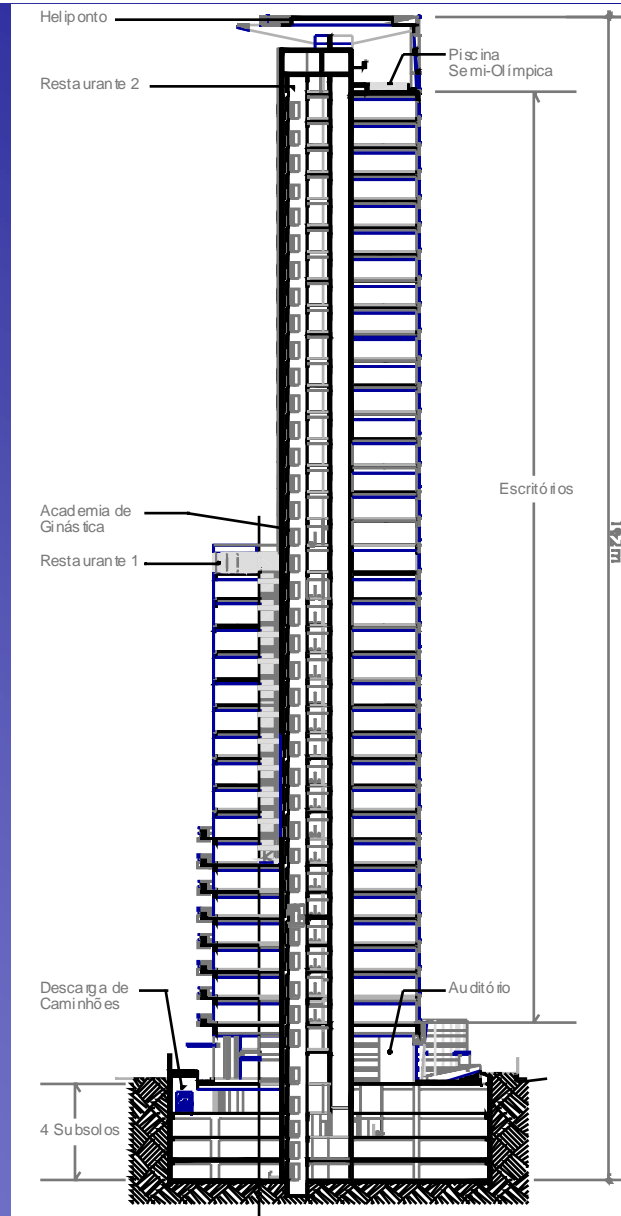 Heliponto
Piscina
Semi-Olímpica
Restaurante 2
Escritórios
Academia de
Ginástica
Restaurante 1
Descarga de
Caminhões
Auditório
4 Subsolos